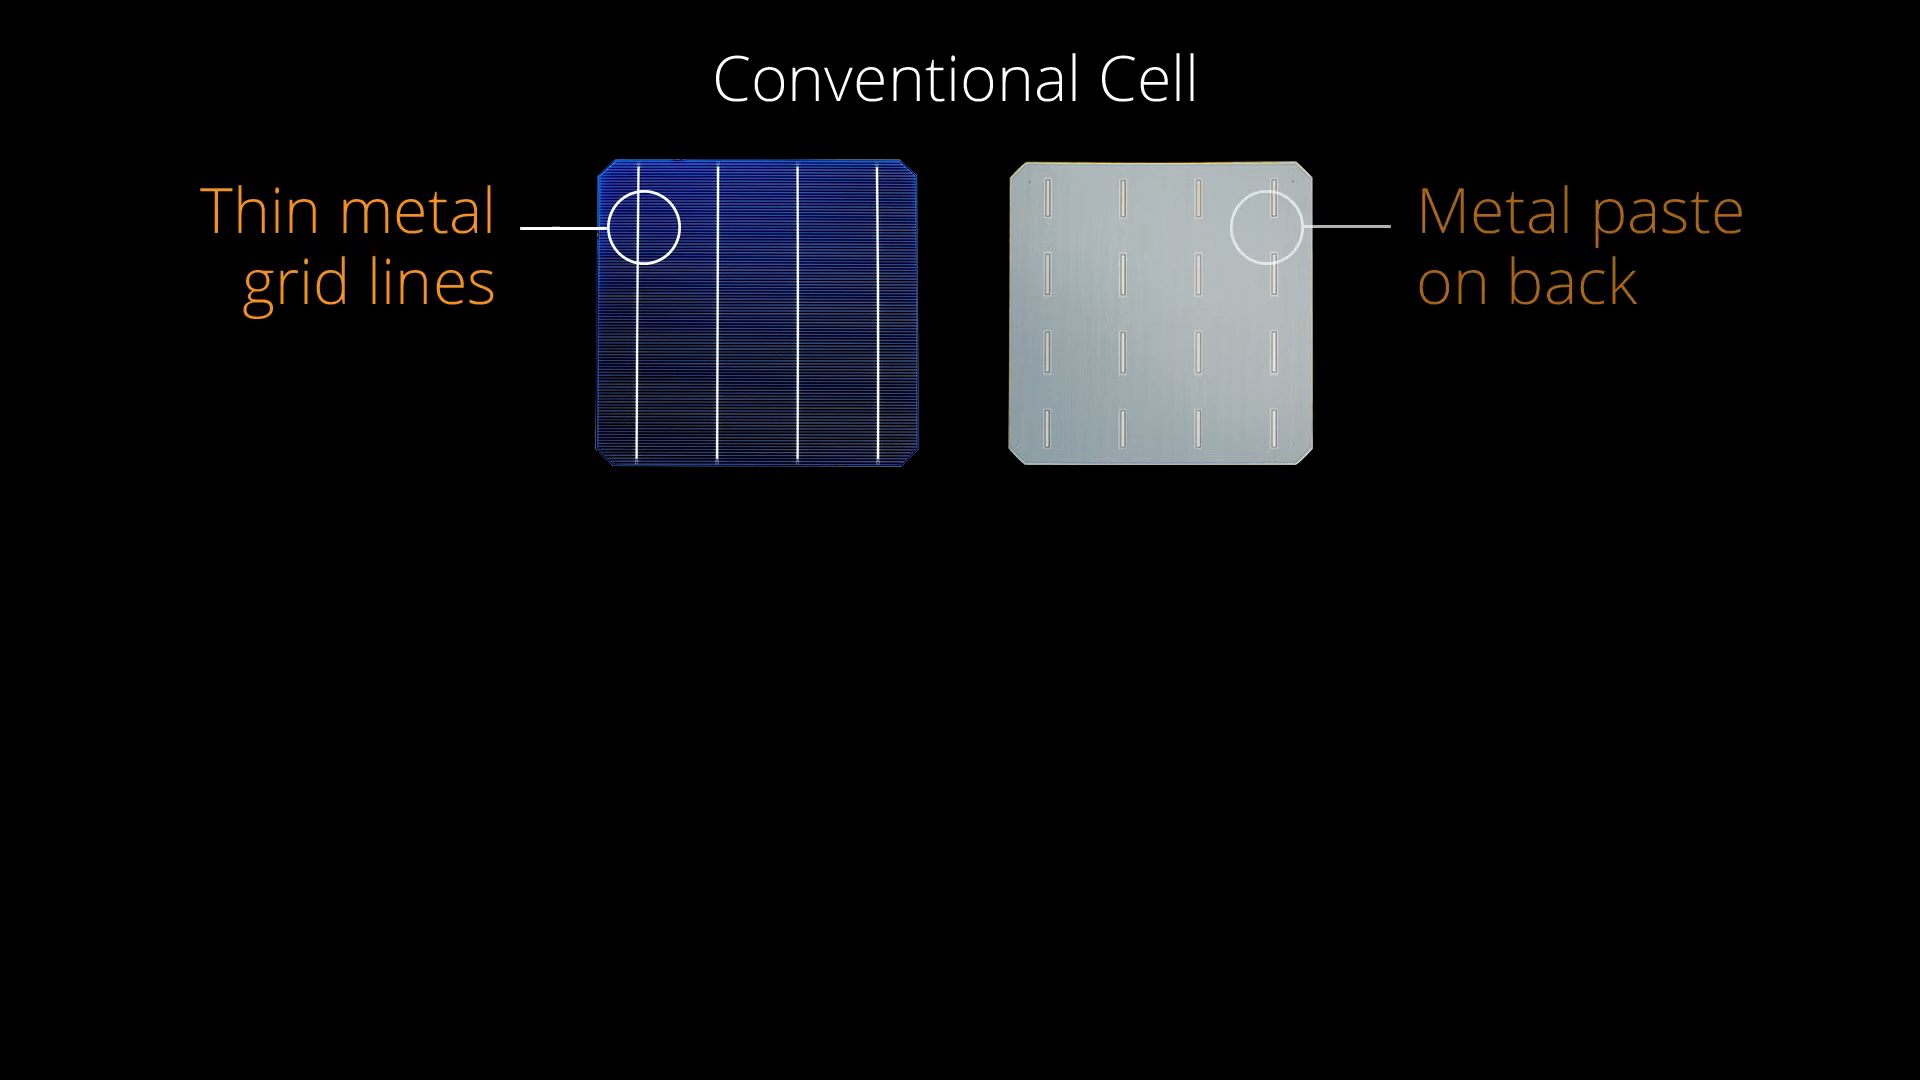 Conventional Cell
Thin metal
grid lines
Metal paste
on back